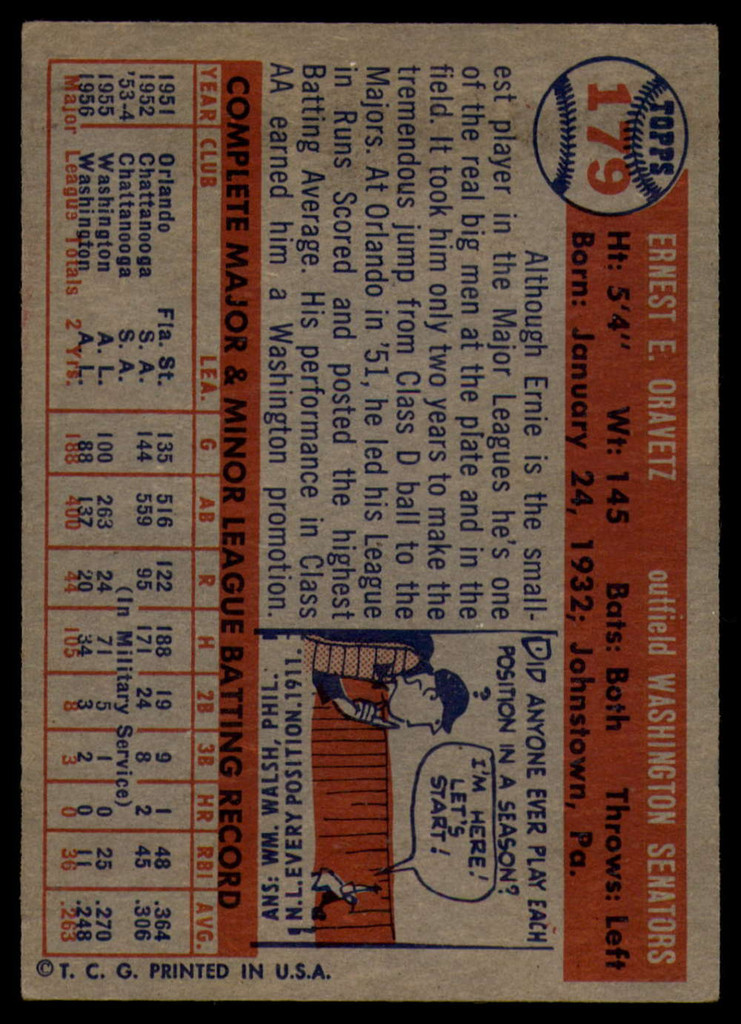 TOPPS
179
ERNEST E. ORAVETZ outfield WASHINGTON SENATORS
Ht: 5'4" Wt: 145 Bats: Both Throws: Left
Born: January 24, 1932; Johnstown, Pa.
Although Ernie is the small-
est player in the Major Leagues he's one
of the real big men at the plate and in the
field. It took him only two years to make the
tremendous jump from Class D ball to the
Majors. At Orlando in '51, he led his League
in Runs Scored and posted the highest
Batting Average. His performance in Class
AA earned him a Washington promotion.
DID ANYONE EVER PLAY EACH
POSITION IN A SEASON?
?
I'M HERE!
LET'S
START!
ANS: WM. WALSH, PHIL.
N.L. EVERY POSITION. 1911.
COMPLETE MAJOR & MINOR LEAGUE BATTING RECORD
YEAR CLUB LEA. G AB R H 2B 3B HR RBI AVG.
1951 Orlando Fla. St. 135 516 122 188 19 9 1 48 .364
1952 Chattanooga S. A. 144 559 95 171 24 8 2 45 .306
'53-4 Chattanooga S. A. (In Military Service)
1955 Washington A. L. 100 263 24 71 5 1 0 25 .270
1956 Washington A. L. 88 137 20 34 3 2 0 11 .248
Major League Totals 2 Yrs. 188 400 44 105 8 3 0 36 .263
© T. C. G. PRINTED IN U.S.A.